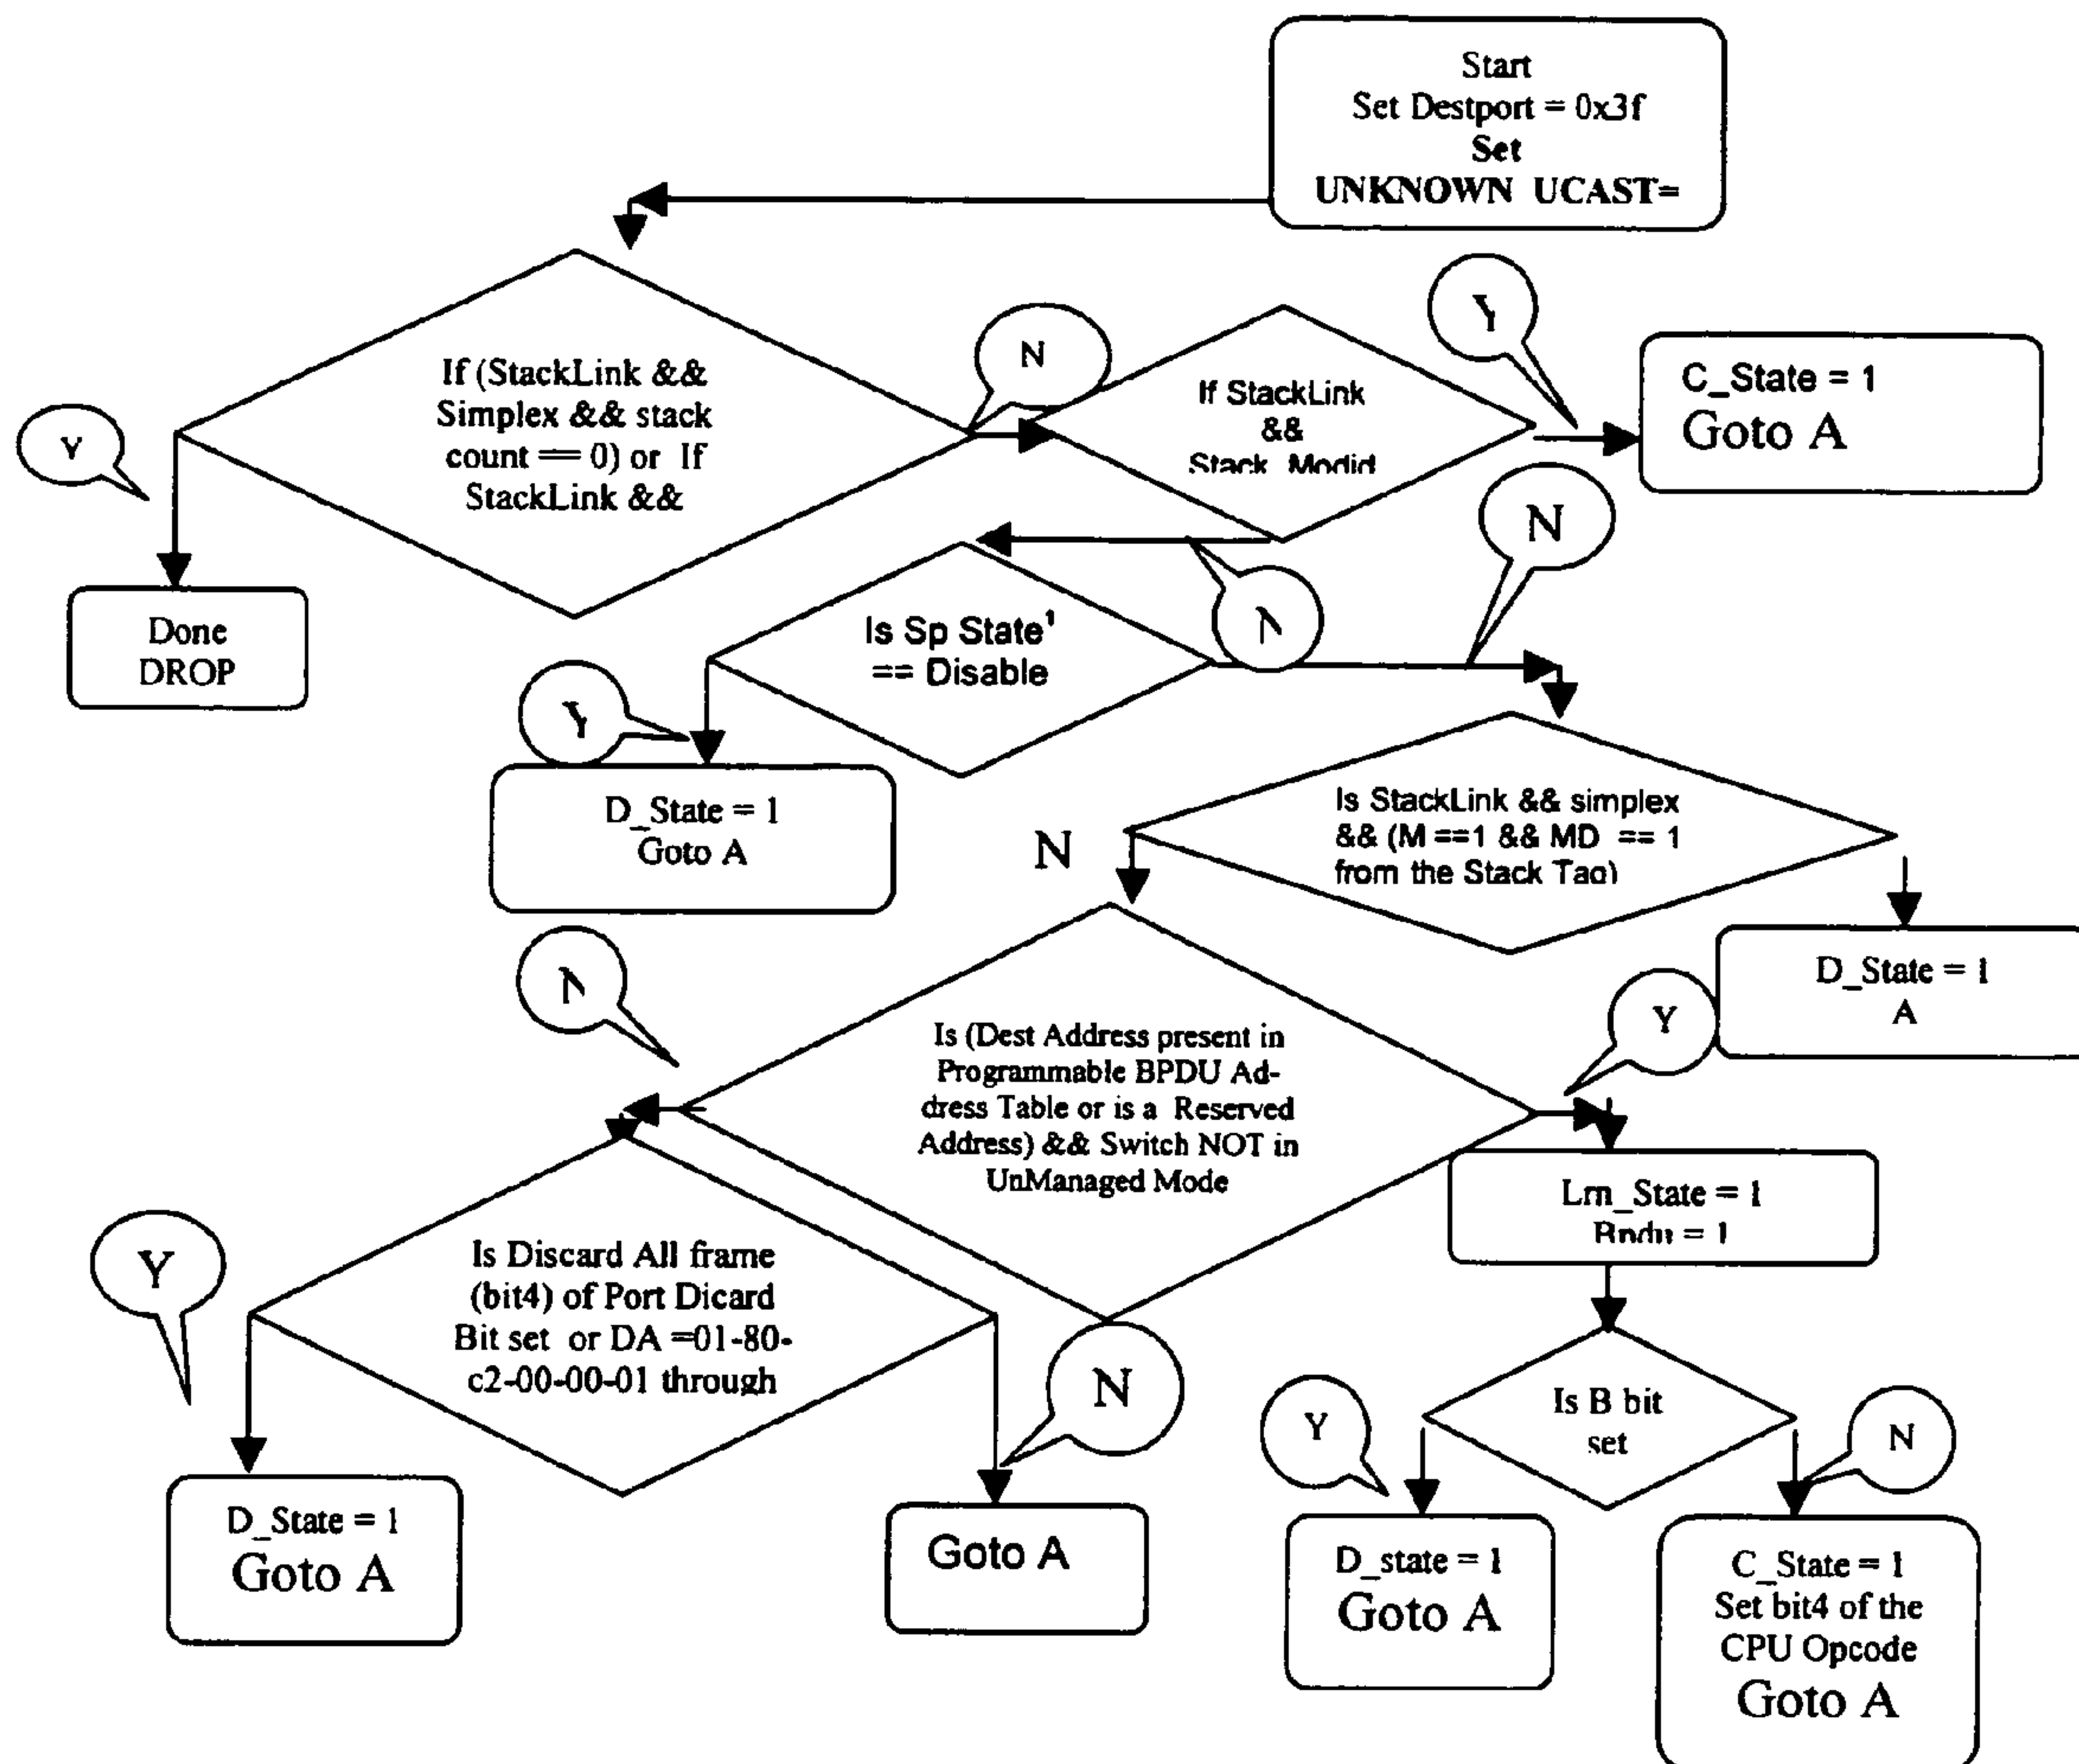 Start
Set Destport = 0x3f
Set
UNKNOWN UCAST=
If (StackLink &&
Simplex && stack
count == 0) or If
StackLink &&
Y
N
If StackLink
&&
Stack Modid
Y
C_State = 1
Goto A
Done
DROP
N
N
Is Sp State¹
== Disable
Y
D_State = 1
Goto A
Is StackLink && simplex
&& (M ==1 && MD == 1
from the Stack Tag)
N
D_State = 1
A
N
Is (Dest Address present in
Programmable BPDU Ad-
dress Table or is a Reserved
Address) && Switch NOT in
UnManaged Mode
Y
Lrn_State = 1
Bpdu = 1
Y
Is Discard All frame
(bit4) of Port Dicard
Bit set or DA =01-80-
c2-00-00-01 through
N
D_State = 1
Goto A
Goto A
Is B bit
set
Y
N
D_state = 1
Goto A
C_State = 1
Set bit4 of the
CPU Opcode
Goto A